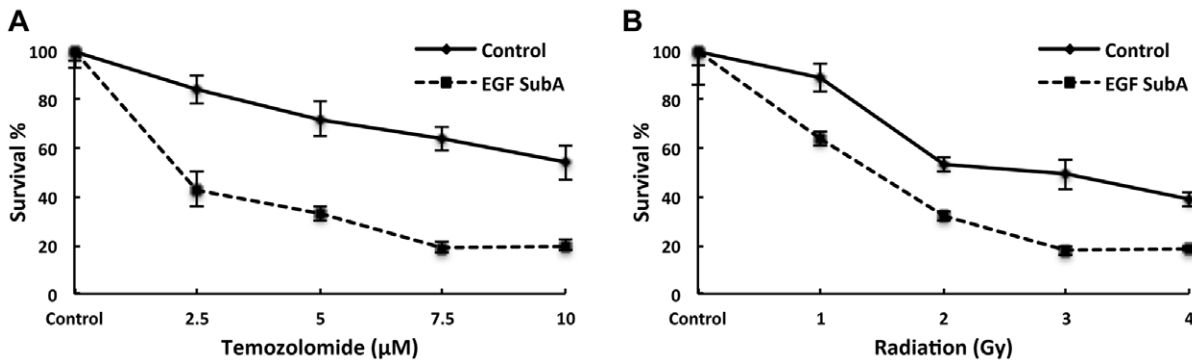 A
100
80
60
40
20
0
Survival %
Control
EGF SubA
Control 2.5 5 7.5 10
Temozolomide (µM)
B
100
80
60
40
20
0
Survival %
Control
EGF SubA
Control 1 2 3 4
Radiation (Gy)